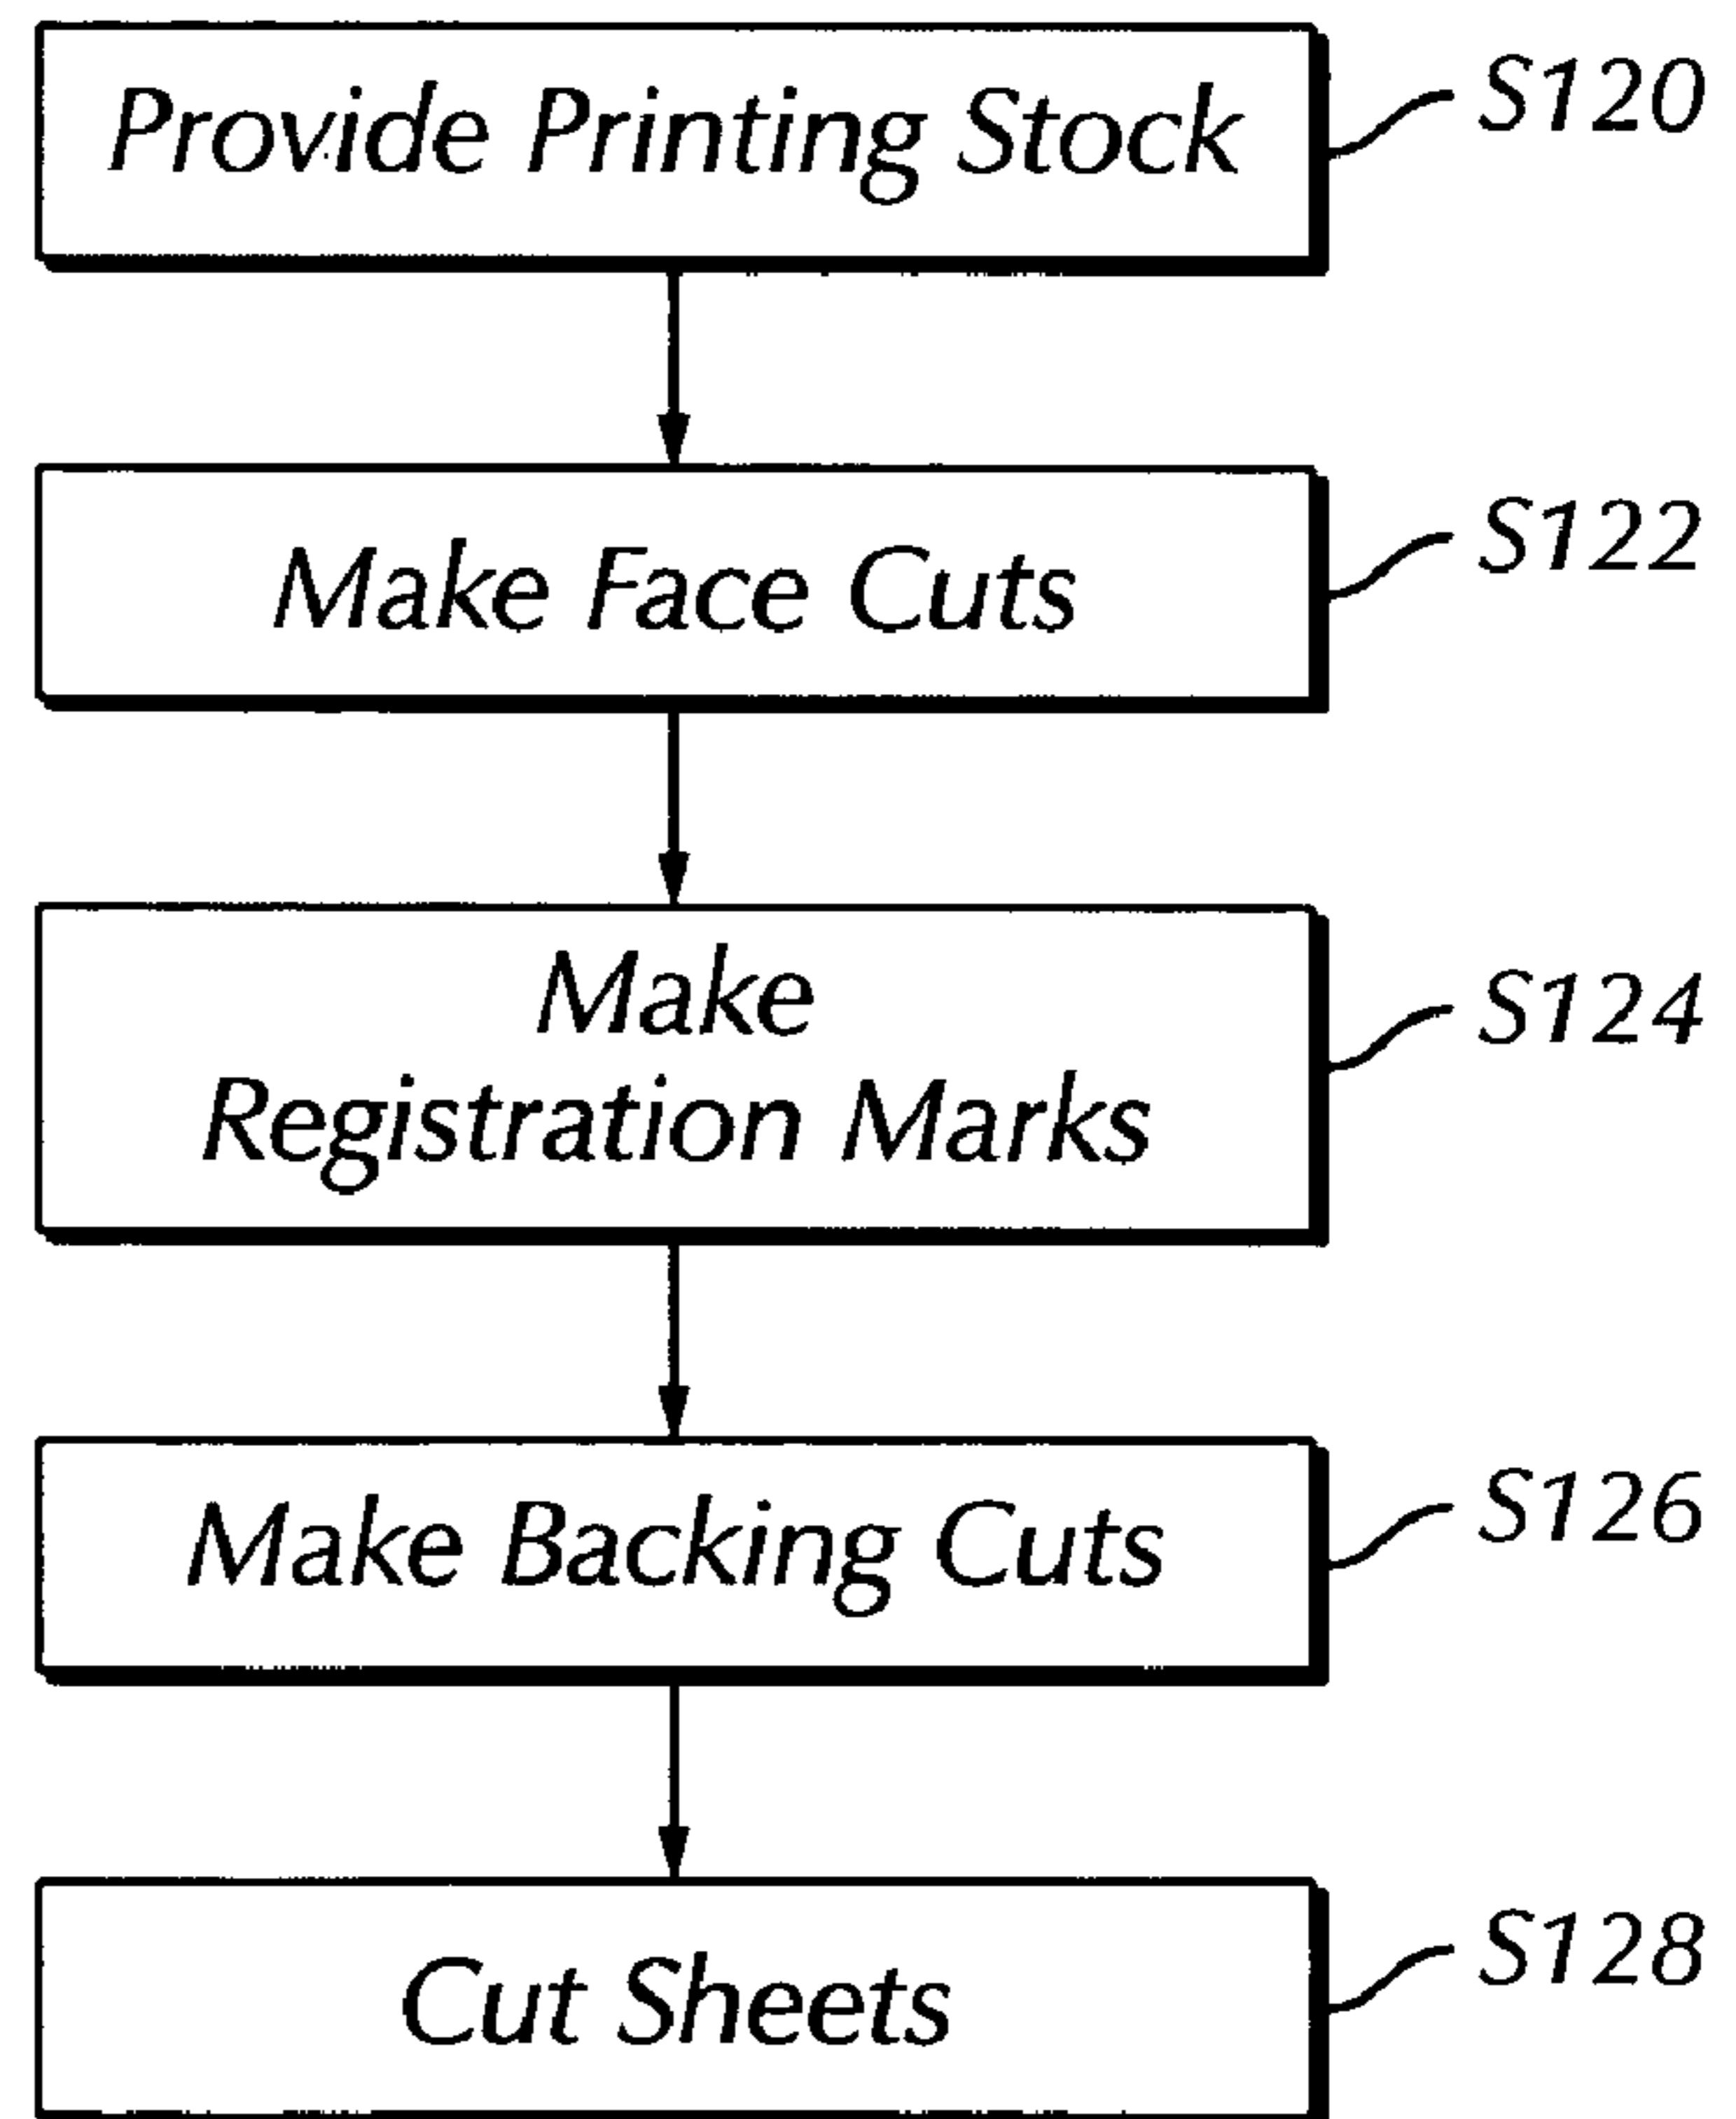 Provide Printing Stock
S120
Make Face Cuts
S122
Make
Registration Marks
S124
Make Backing Cuts
S126
Cut Sheets
S128